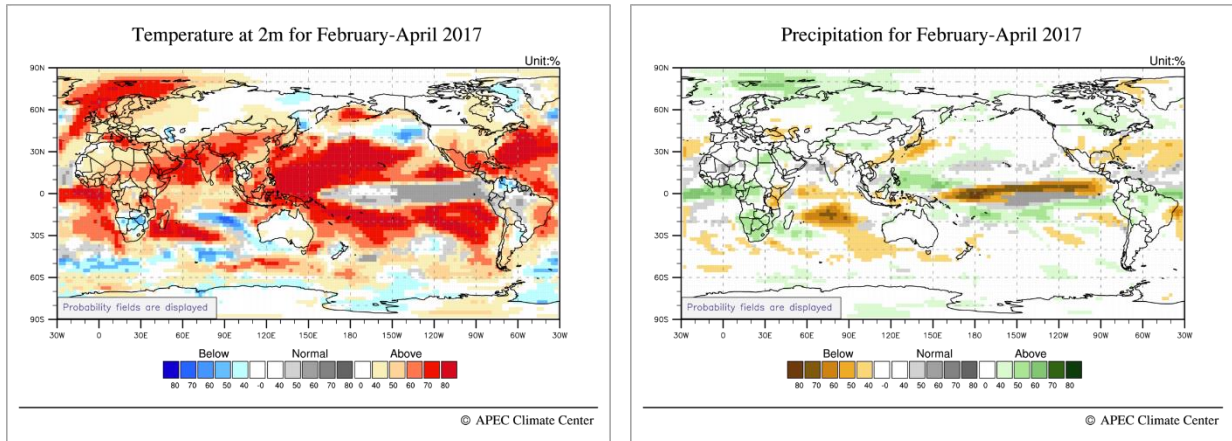 Temperature at 2m for February-April 2017
Unit:%
90N
60N
30N
0
30S
60S
90S
Probability fields are displayed
30W 0 30E 60E 90E 120E 150E 180 150W 120W 90W 60W 30W
Below Normal Above
80 70 60 50 40 -0 40 50 60 70 80 0 40 50 60 70 80
© APEC Climate Center
Precipitation for February-April 2017
Unit:%
90N
60N
30N
0
30S
60S
90S
Probability fields are displayed
30W 0 30E 60E 90E 120E 150E 180 150W 120W 90W 60W 30W
Below Normal Above
80 70 60 50 40 -0 40 50 60 70 80 0 40 50 60 70 80
© APEC Climate Center